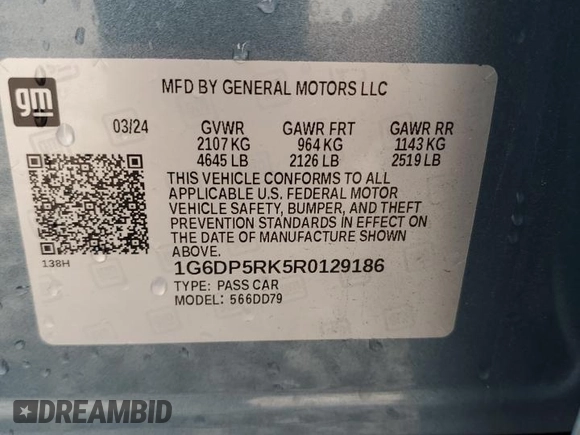 gm
MFD BY GENERAL MOTORS LLC
03/24 GVWR GAWR FRT GAWR RR
2107 KG 964 KG 1143 KG
4645 LB 2126 LB 2519 LB
THIS VEHICLE CONFORMS TO ALL
APPLICABLE U.S. FEDERAL MOTOR
VEHICLE SAFETY, BUMPER, AND THEFT
PREVENTION STANDARDS IN EFFECT ON
THE DATE OF MANUFACTURE SHOWN
ABOVE.
138H
1G6DP5RK5R0129186
TYPE: PASS CAR
MODEL: 566DD79
DREAMBID